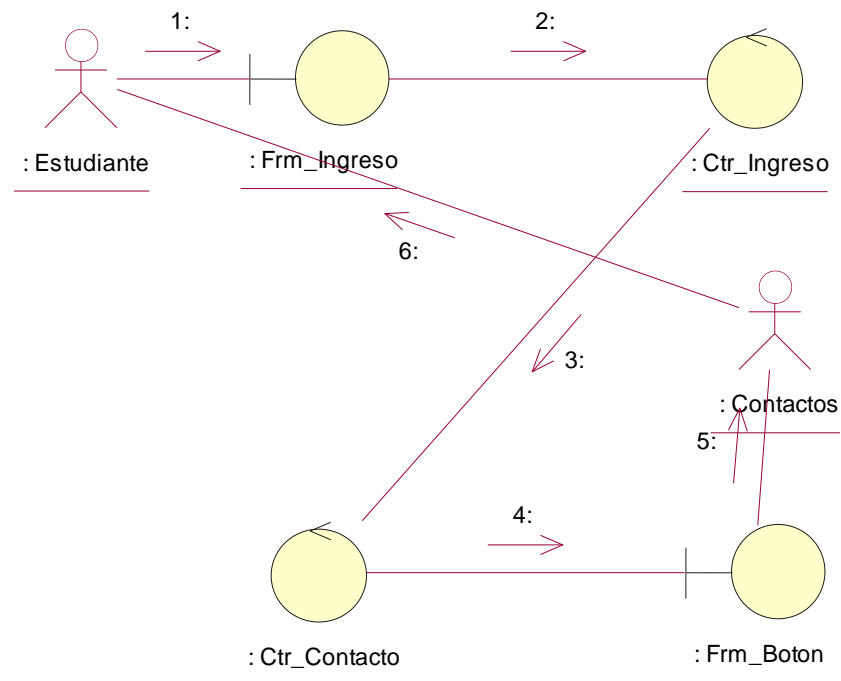 1:
2:
: Estudiante
: Frm_Ingreso
: Ctr_Ingreso
6:
3:
: Contactos
5:
4:
: Ctr_Contacto
: Frm_Boton